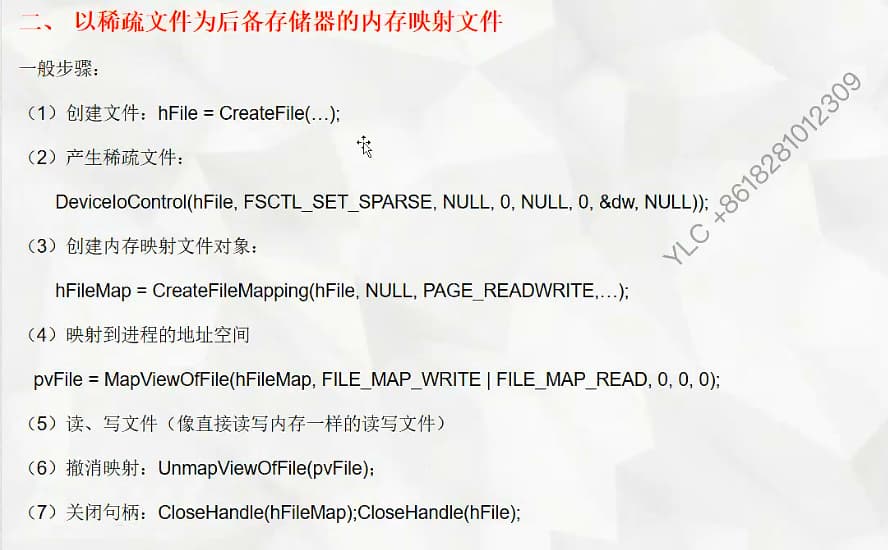 二、 以稀疏文件为后备存储器的内存映射文件
一般步骤：
（1）创建文件：hFile = CreateFile(…);
（2）产生稀疏文件：
DeviceIoControl(hFile, FSCTL_SET_SPARSE, NULL, 0, NULL, 0, &dw, NULL));
（3）创建内存映射文件对象：
hFileMap = CreateFileMapping(hFile, NULL, PAGE_READWRITE,…);
（4）映射到进程的地址空间
pvFile = MapViewOfFile(hFileMap, FILE_MAP_WRITE | FILE_MAP_READ, 0, 0, 0);
（5）读、写文件（像直接读写内存一样的读写文件）
（6）撤消映射：UnmapViewOfFile(pvFile)；
（7）关闭句柄：CloseHandle(hFileMap);CloseHandle(hFile);
YLC +8618281012309